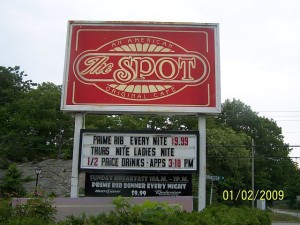 AN AMERICAN
The SPOT
ORIGINAL CAFE
PRIME RIB EVERY NITE $9.99
THURS NITE LADIES NITE
1/2 PRICE DRINKS - APPS 3-10 PM
SUNDAY BREAKFAST 10A.M. - 1P.M.
PRIME RIB DINNER EVERY NIGHT
$9.99
01/02/2009